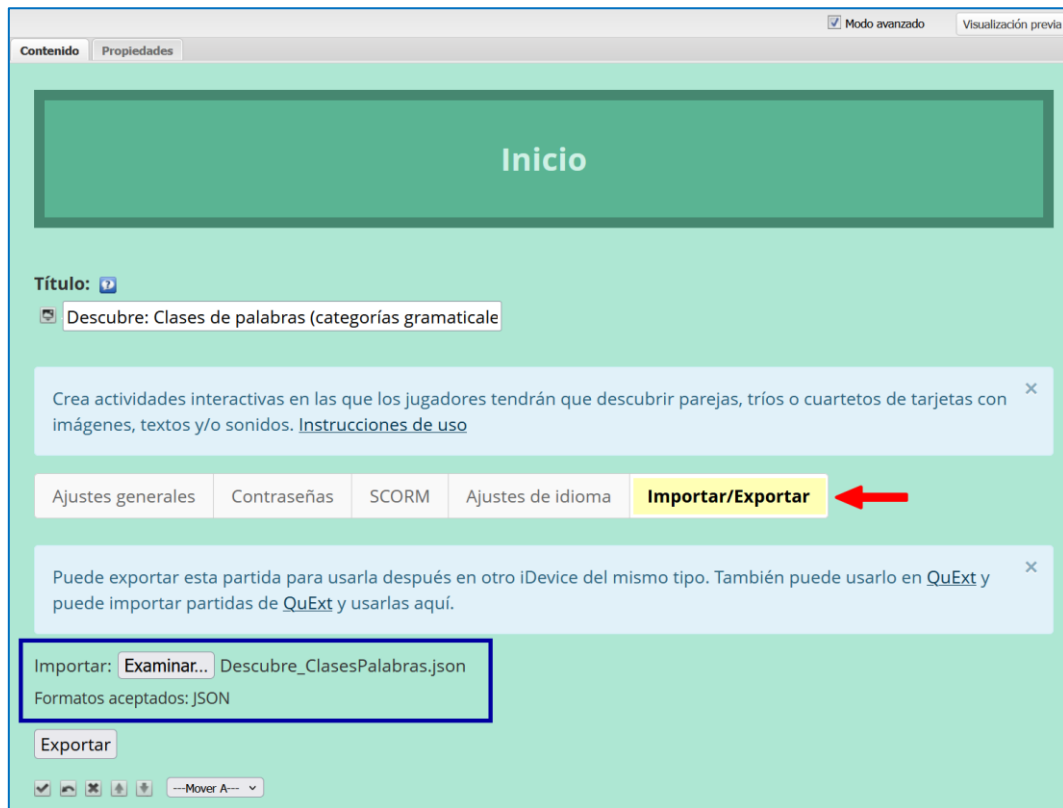 Modo avanzado
Visualización previa
Contenido
Propiedades
Inicio
Título:
Descubre: Clases de palabras (categorías gramaticale
Crea actividades interactivas en las que los jugadores tendrán que descubrir parejas, tríos o cuartetos de tarjetas con
imágenes, textos y/o sonidos. Instrucciones de uso
×
Ajustes generales
Contraseñas
SCORM
Ajustes de idioma
Importar/Exportar
Puede exportar esta partida para usarla después en otro iDevice del mismo tipo. También puede usarlo en QuExt y
puede importar partidas de QuExt y usarlas aquí.
×
Importar: Examinar... Descubre_ClasesPalabras.json
Formatos aceptados: JSON
Exportar
---Mover A---